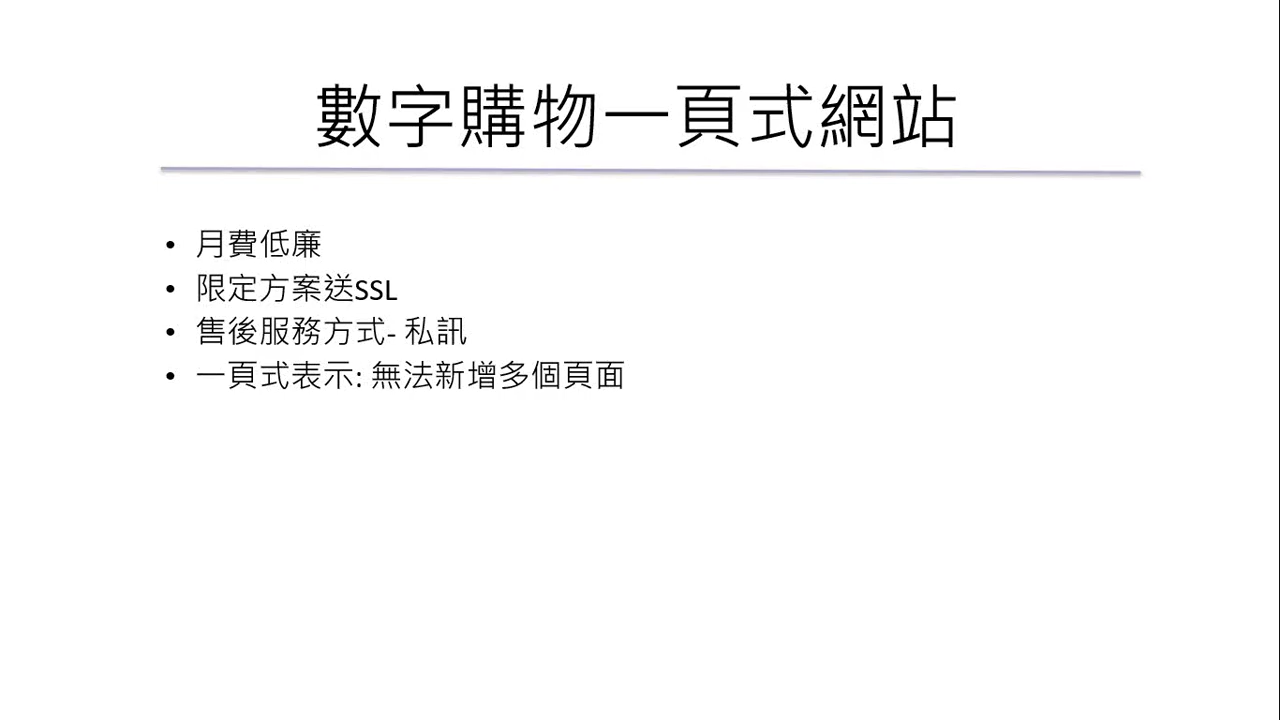 數字購物一頁式網站
• 月費低廉
• 限定方案送SSL
• 售後服務方式- 私訊
• 一頁式表示: 無法新增多個頁面